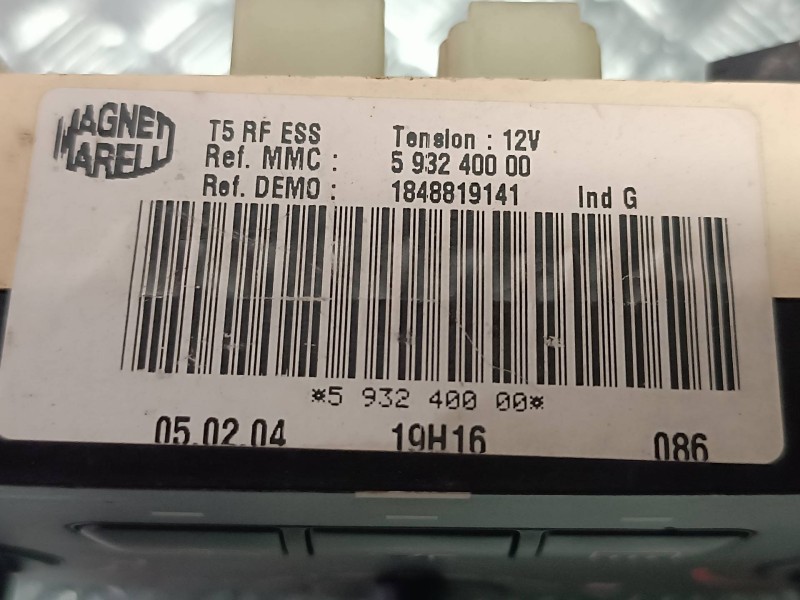 MAGNETI
MARELLI
T5 RF ESS Tension : 12V
Ref. MMC : 5 932 400 00
Ref. DEMO : 1848819141 Ind G
*5 932 400 00*
05.02.04 19H16 086